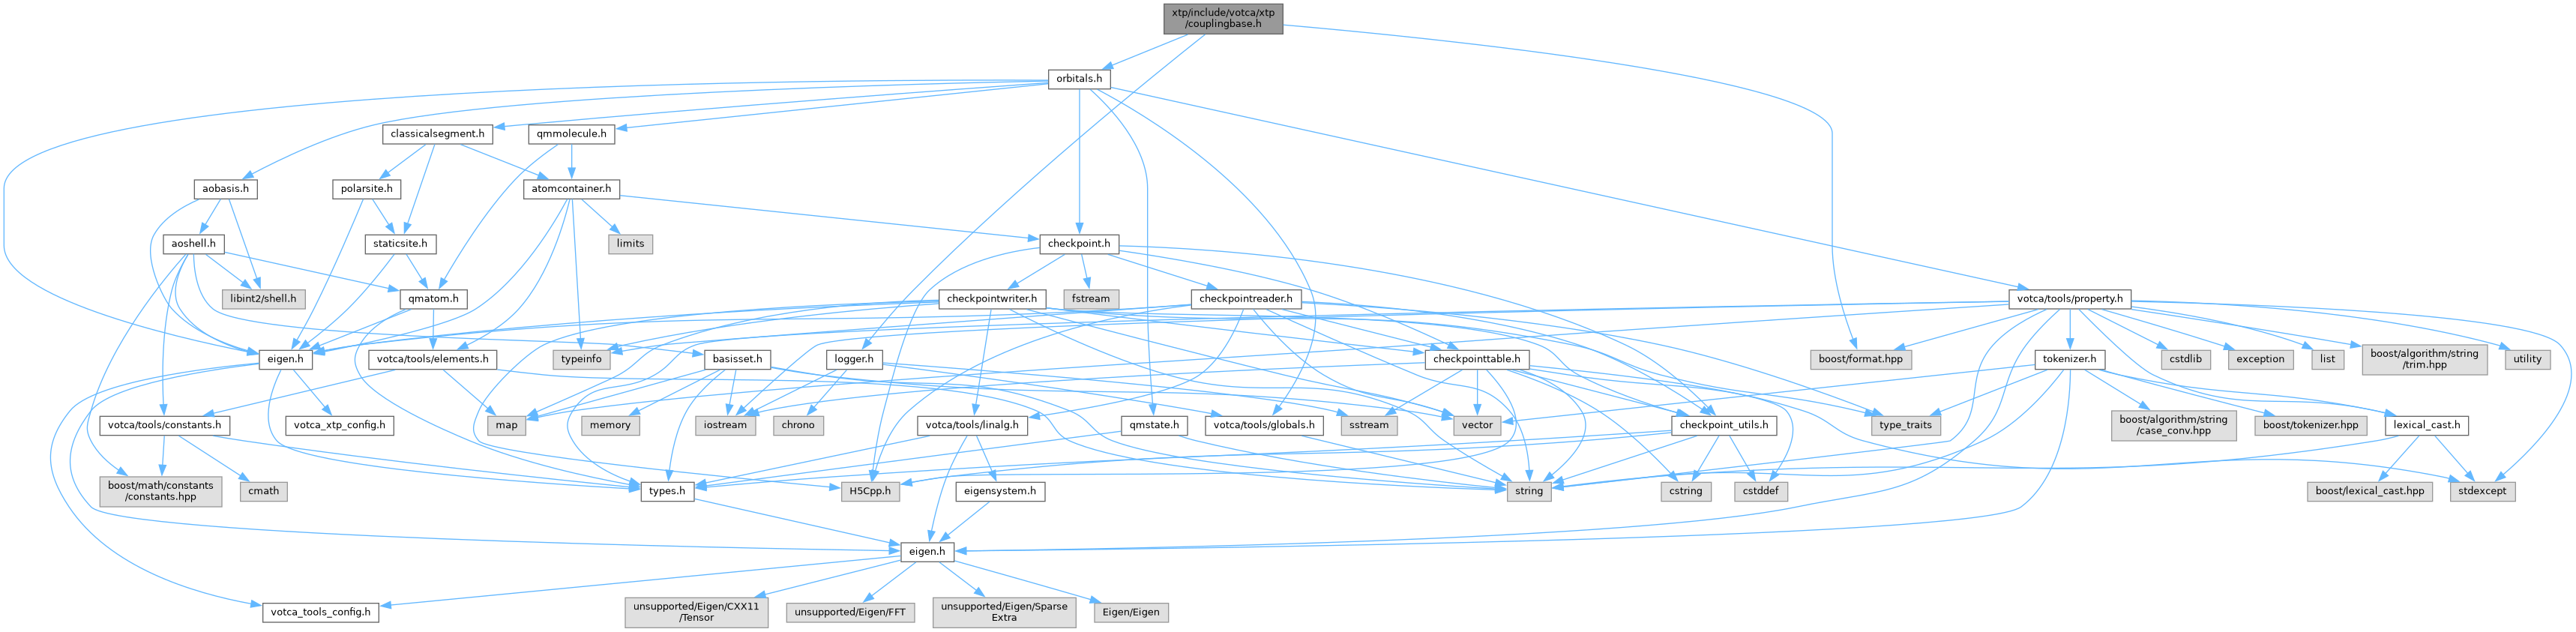 xtp/include/votca/xtp
/couplingbase.h
orbitals.h
classicalsegment.h
qmmolecule.h
aobasis.h
polarsite.h
atomcontainer.h
aoshell.h
staticsite.h
limits
checkpoint.h
libint2/shell.h
qmatom.h
checkpointwriter.h
fstream
checkpointreader.h
votca/tools/property.h
eigen.h
votca/tools/elements.h
typeinfo
basisset.h
logger.h
checkpointtable.h
boost/format.hpp
tokenizer.h
cstdlib
exception
list
boost/algorithm/string
/trim.hpp
utility
votca/tools/constants.h
votca_xtp_config.h
map
memory
iostream
chrono
votca/tools/linalg.h
qmstate.h
votca/tools/globals.h
sstream
vector
checkpoint_utils.h
type_traits
boost/algorithm/string
/case_conv.hpp
boost/tokenizer.hpp
lexical_cast.h
boost/math/constants
/constants.hpp
cmath
types.h
H5Cpp.h
eigensystem.h
string
cstring
cstddef
boost/lexical_cast.hpp
stdexcept
eigen.h
votca_tools_config.h
unsupported/Eigen/CXX11
/Tensor
unsupported/Eigen/FFT
unsupported/Eigen/Sparse
Extra
Eigen/Eigen